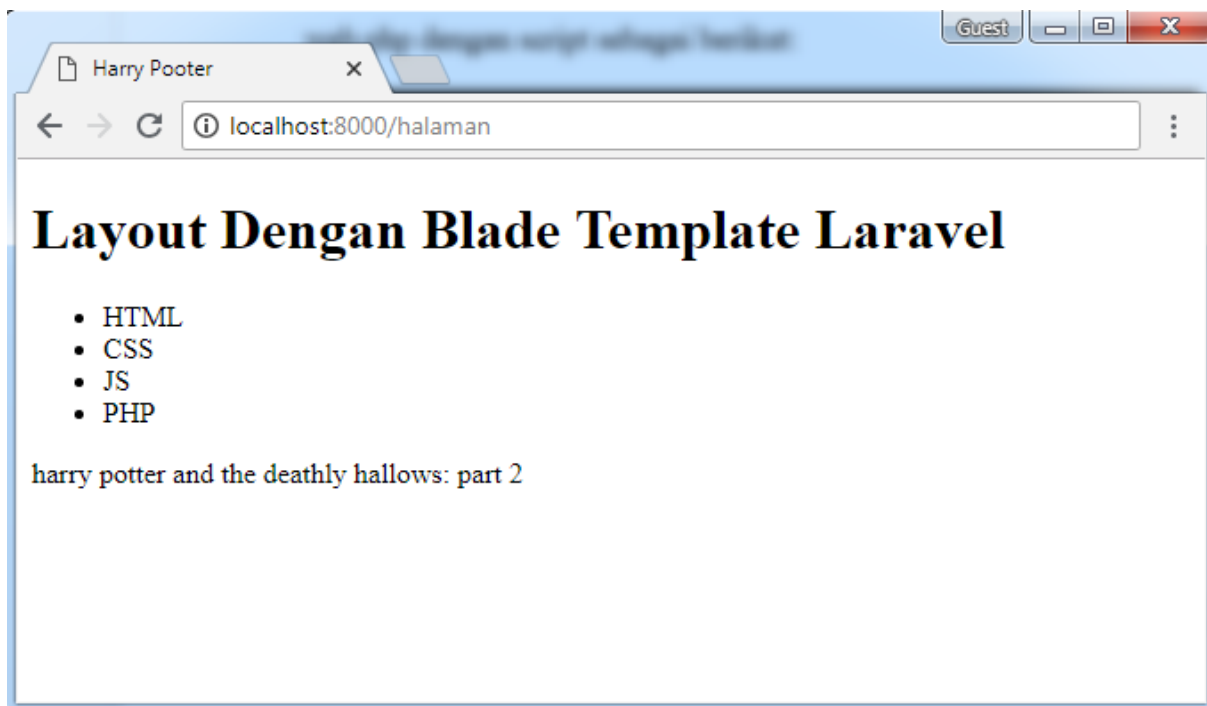 Guest
Harry Pooter
localhost:8000/halaman
Layout Dengan Blade Template Laravel
HTML
CSS
JS
PHP
harry potter and the deathly hallows: part 2